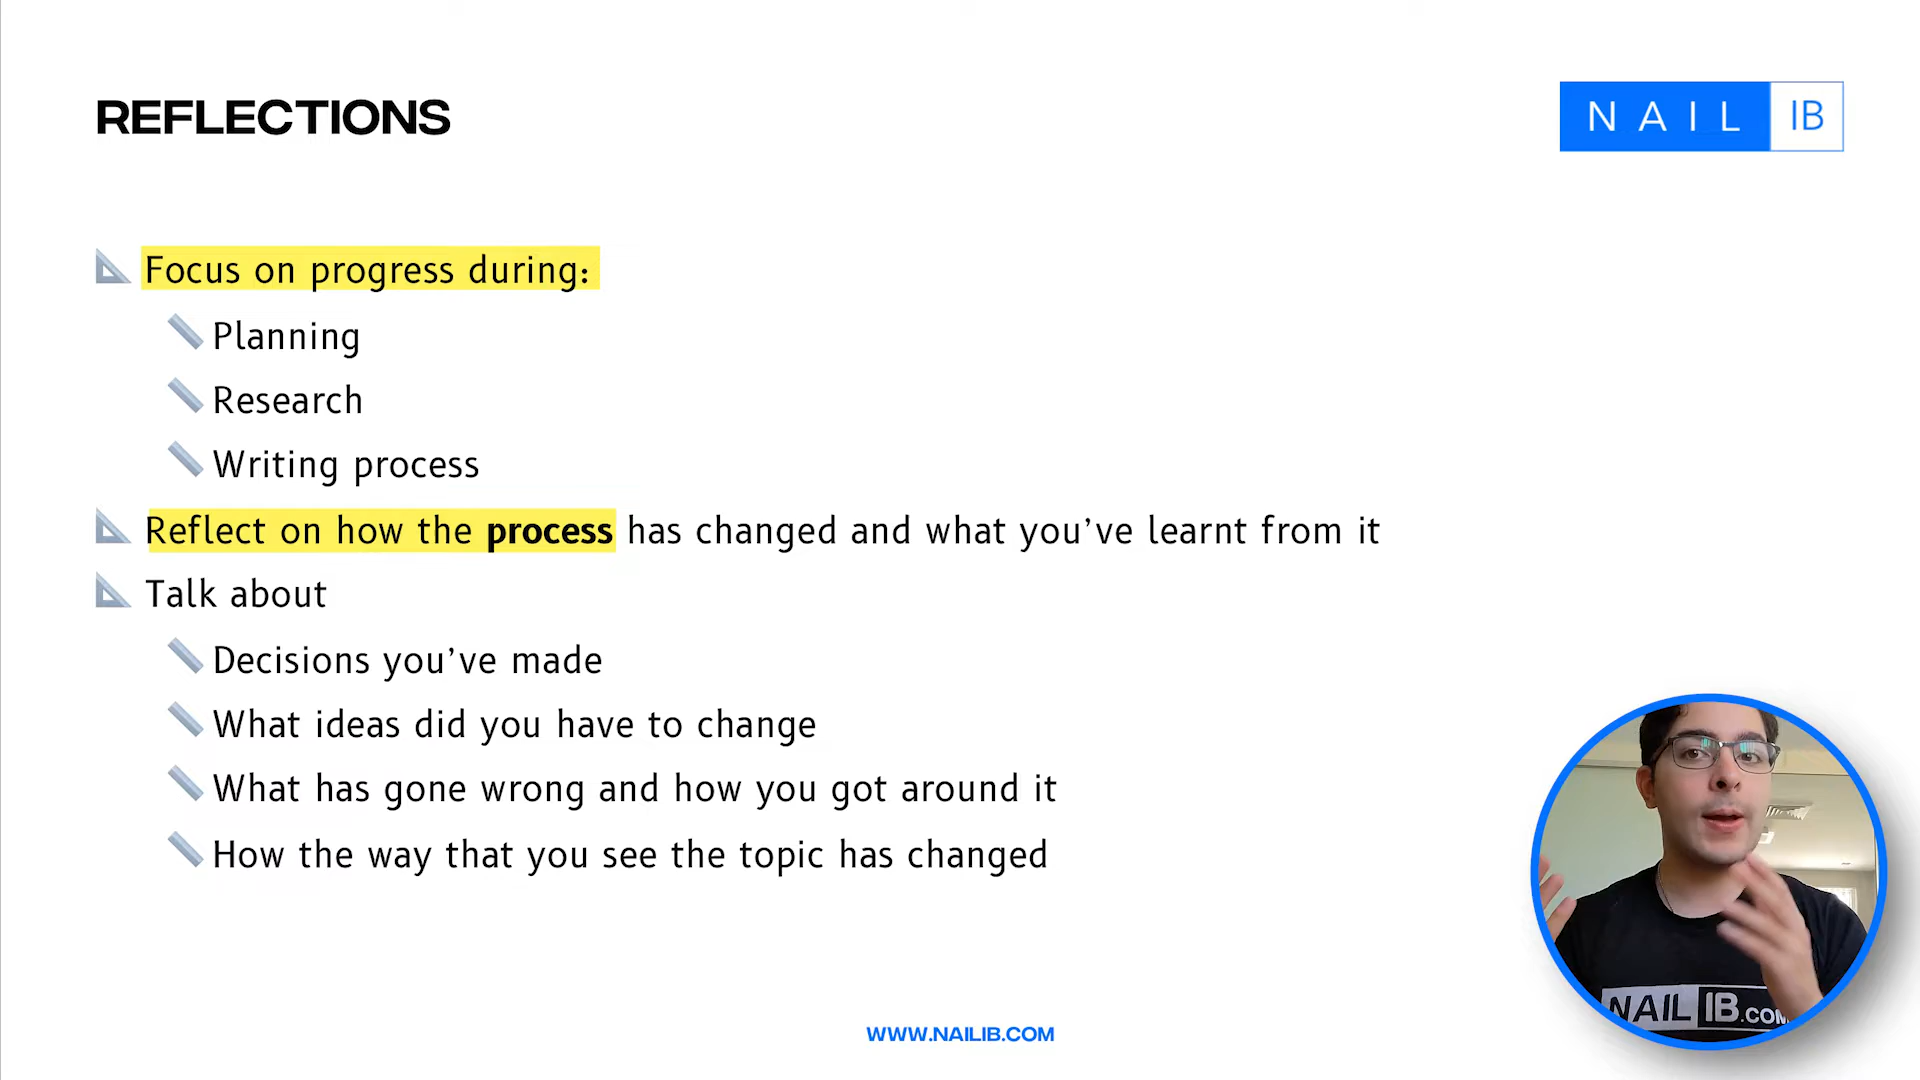 REFLECTIONS
NAIL IB
Focus on progress during:
Planning
Research
Writing process
Reflect on how the process has changed and what you’ve learnt from it
Talk about
Decisions you’ve made
What ideas did you have to change
What has gone wrong and how you got around it
How the way that you see the topic has changed
NAIL IB.COM
WWW.NAILIB.COM